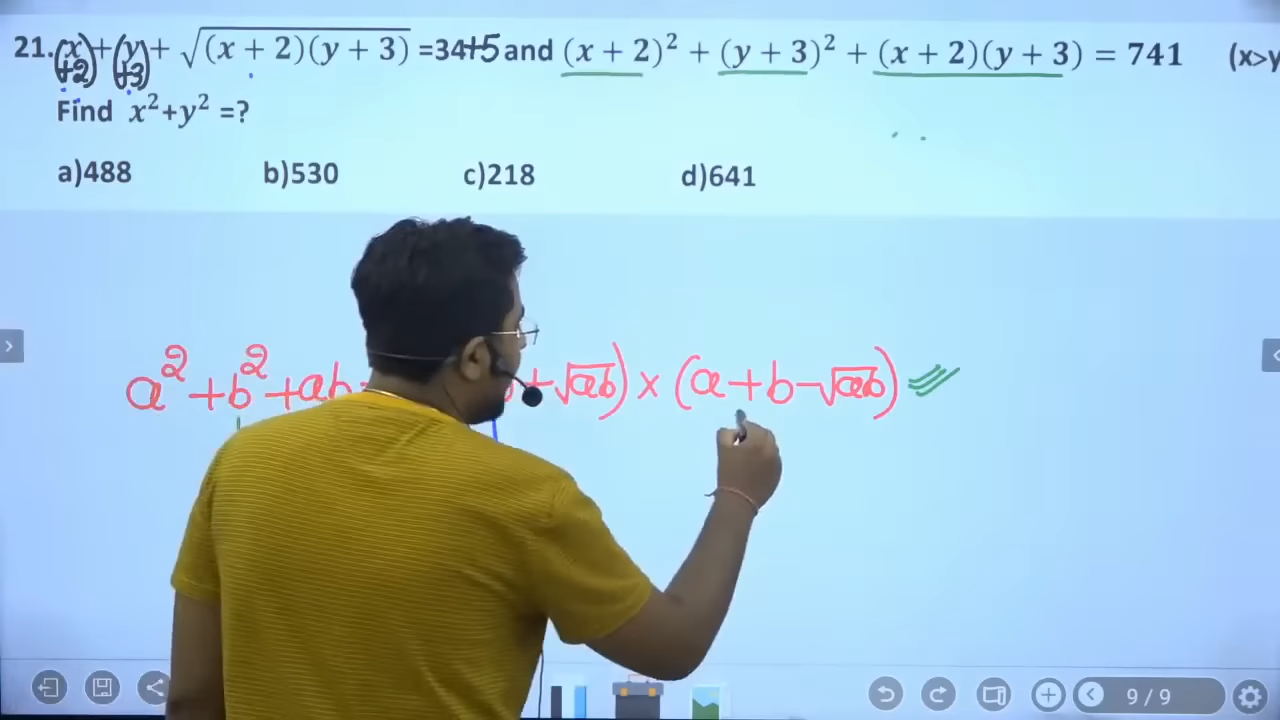 21. (x+2) + (y+3) + √(x + 2)(y + 3) =34+5 and (x + 2)² + (y + 3)² + (x + 2)(y + 3) = 741 (x>y
Find x²+y² =?
a)488 b)530 c)218 d)641
a² + b² + ab + √ab) × (a + b - √ab)
9 / 9